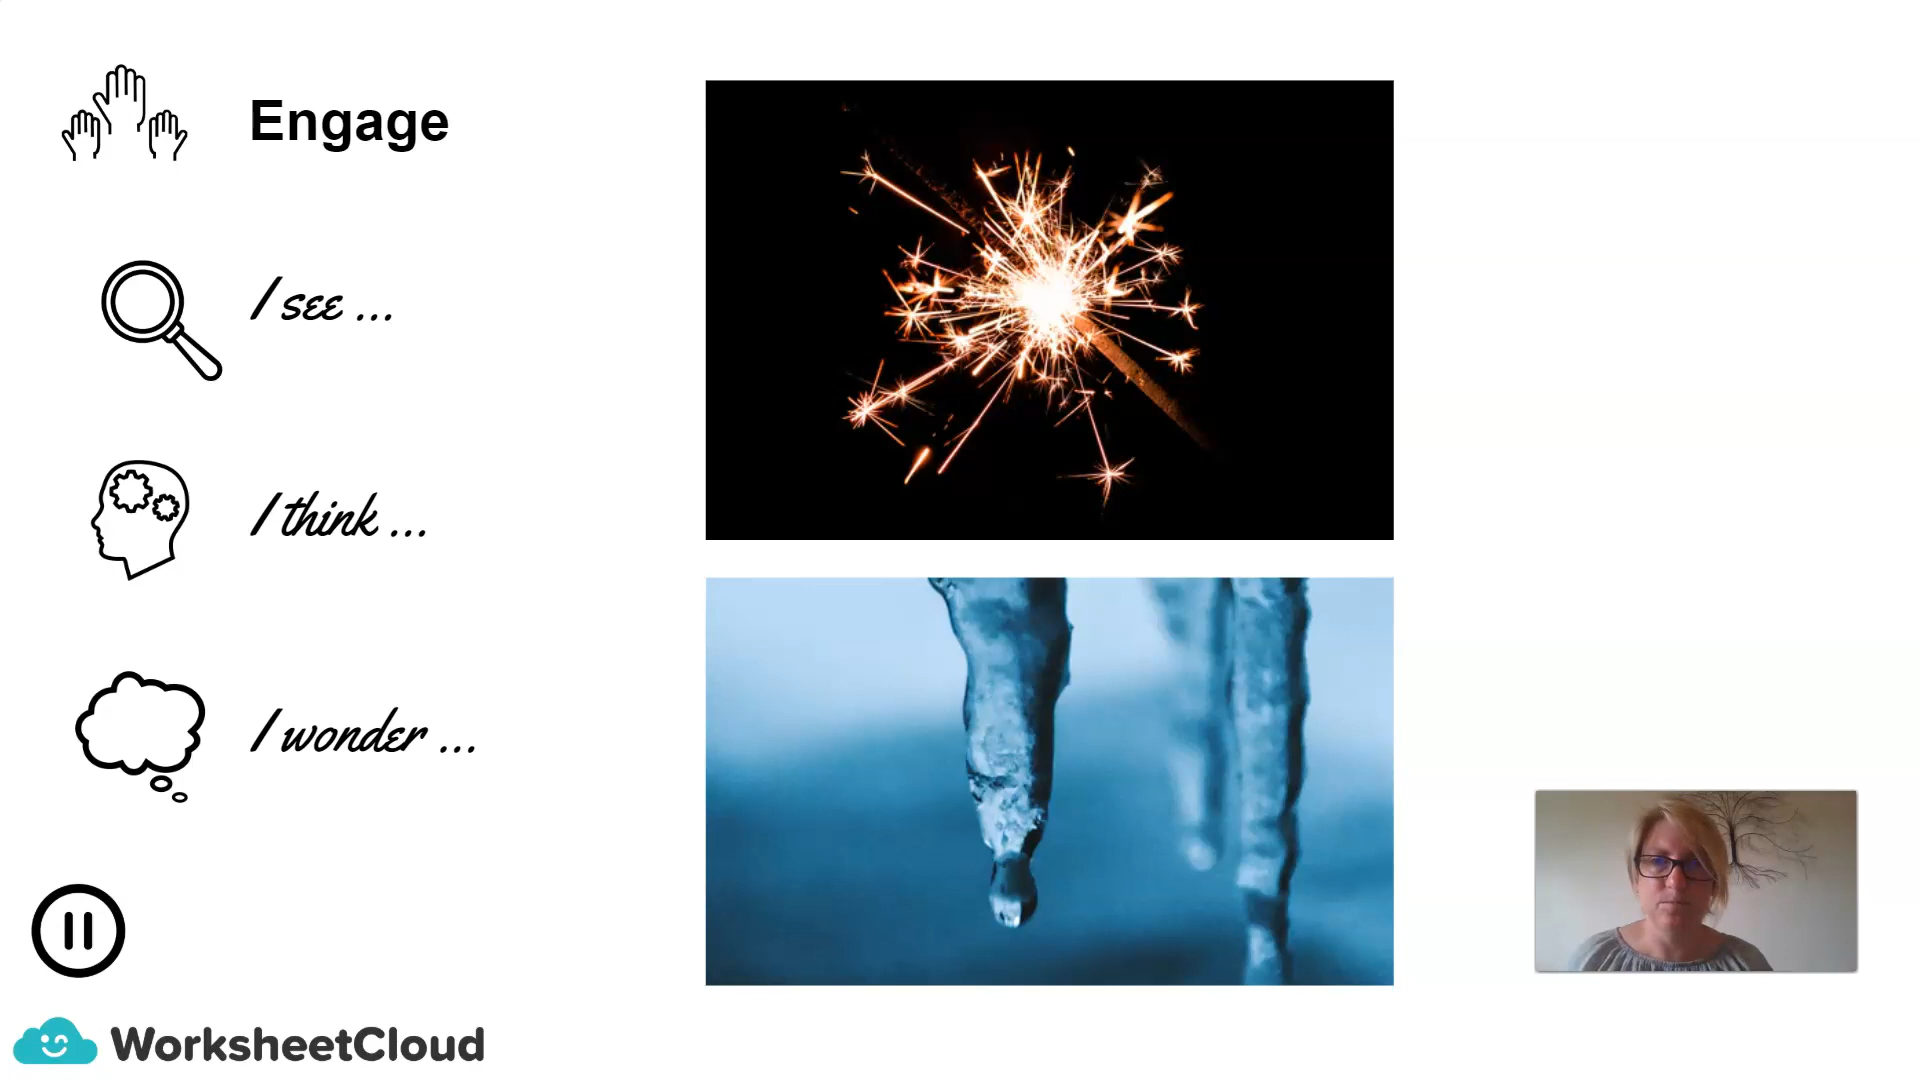 Engage
I see ...
I think ...
I wonder ...
WorksheetCloud